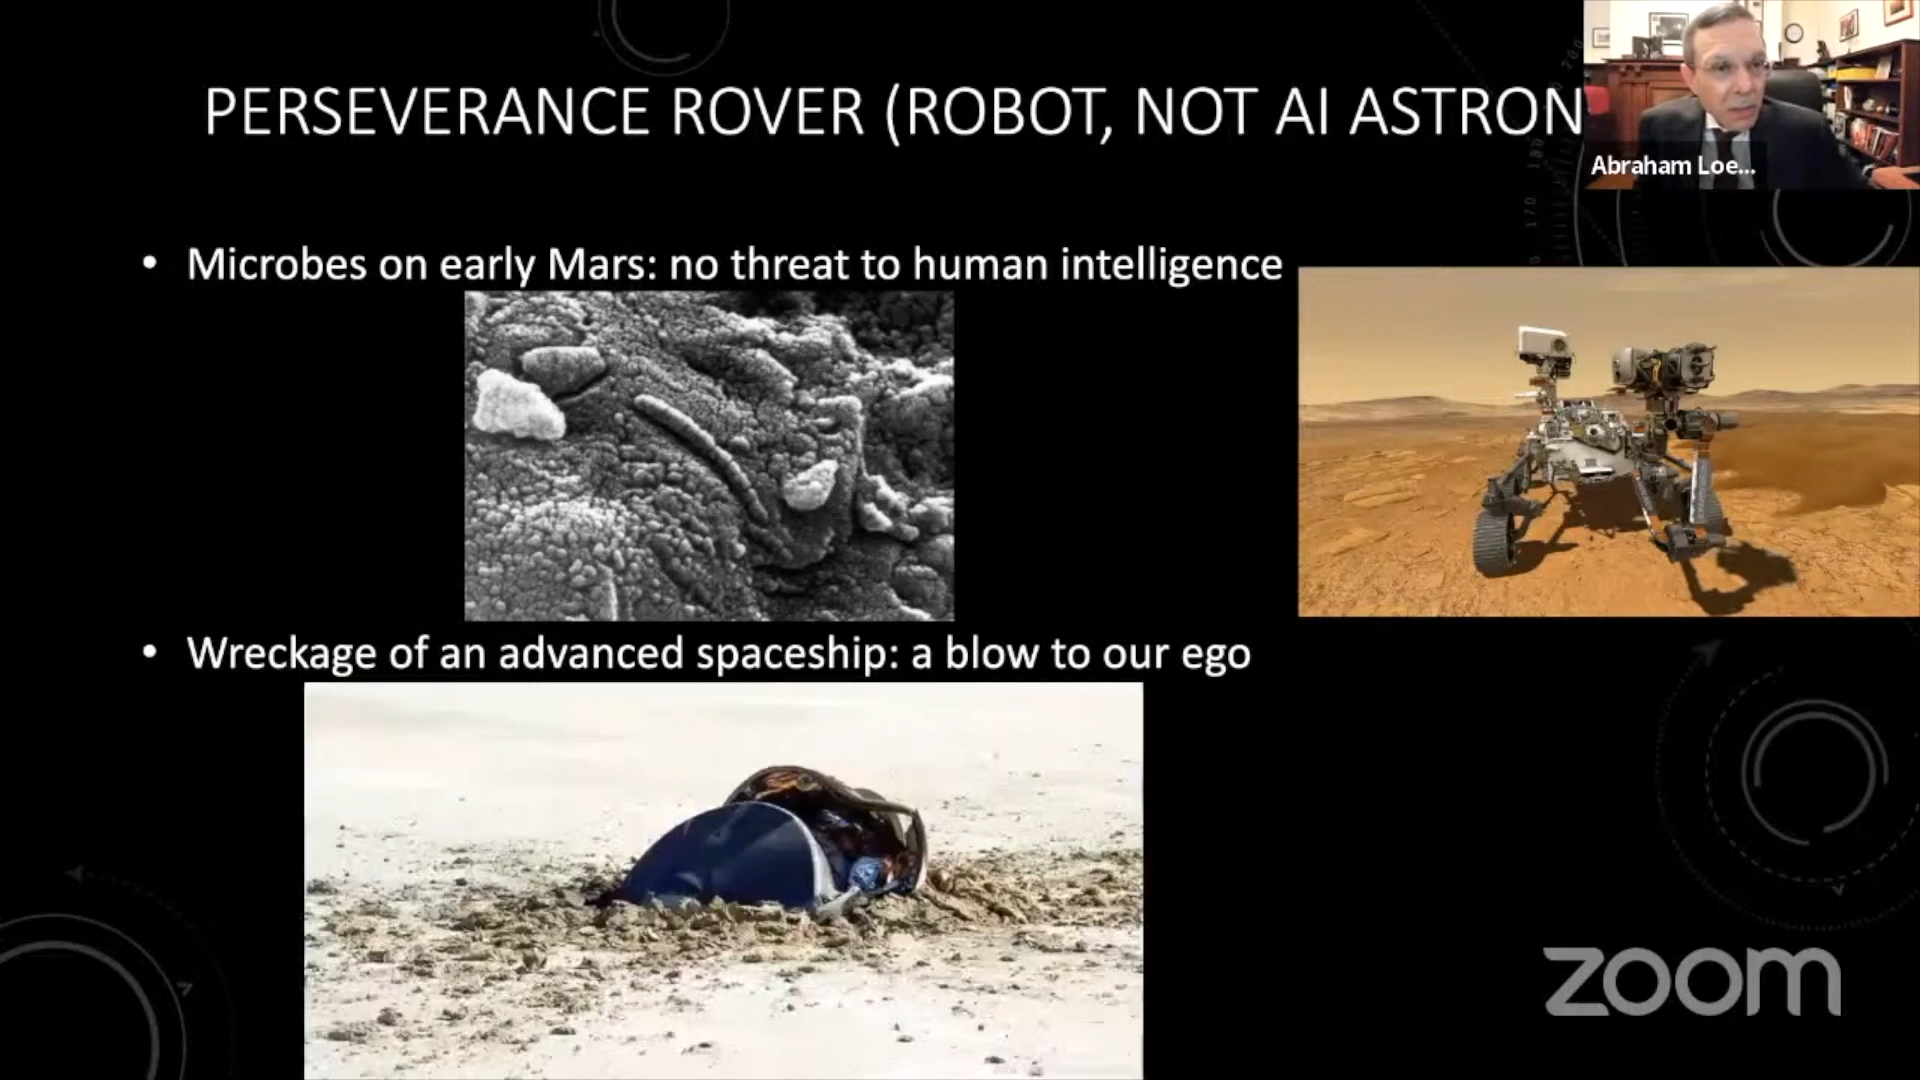 PERSEVERANCE ROVER (ROBOT, NOT AI ASTRON
Abraham Loe...
• Microbes on early Mars: no threat to human intelligence
• Wreckage of an advanced spaceship: a blow to our ego
zoom